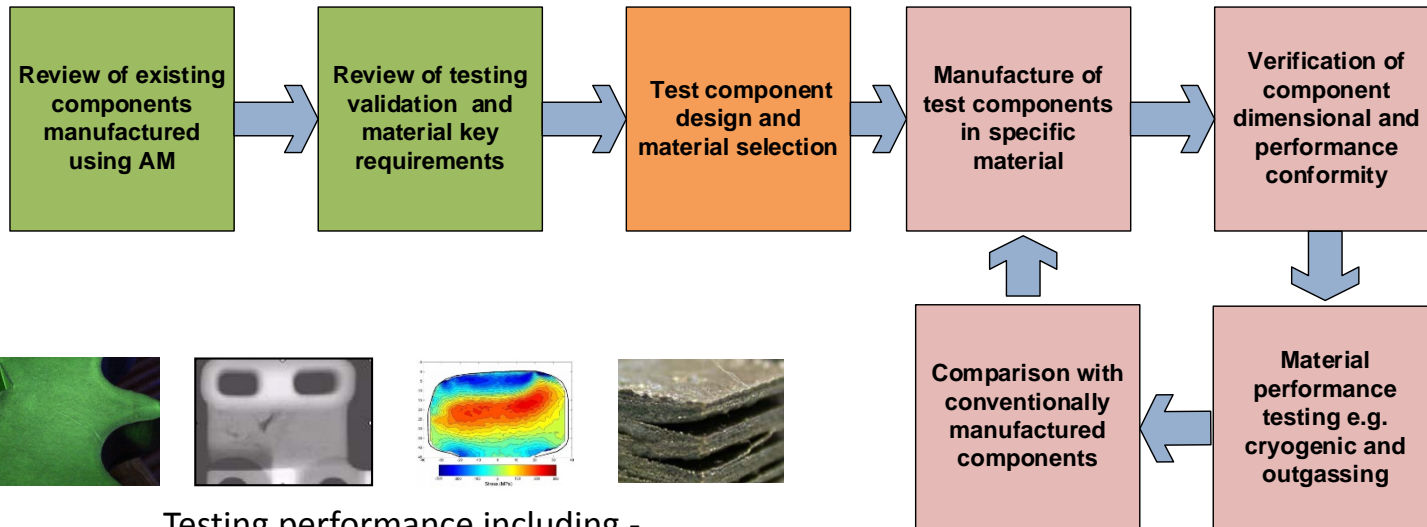 Review of existing
components
manufactured
using AM
Review of testing
validation and
material key
requirements
Test component
design and
material selection
Manufacture of
test components
in specific
material
Verification of
component
dimensional and
performance
conformity
Material
performance
testing e.g.
cryogenic and
outgassing
Comparison with
conventionally
manufactured
components
Stress (MPa)
Testing performance including -